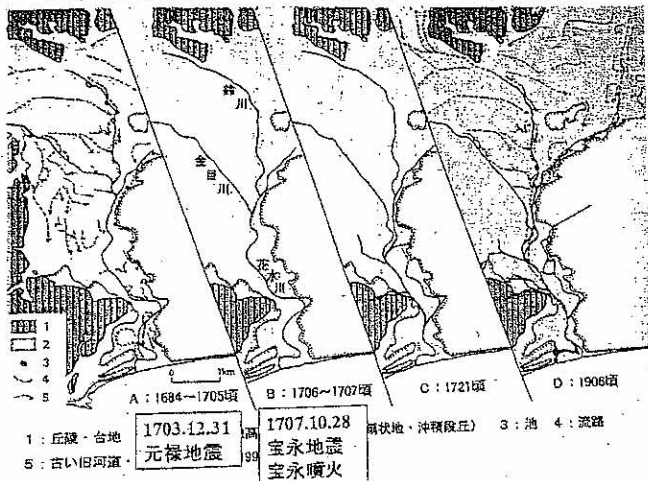 鈴川
金目川
花水川
1
2
3
4
5
0 1km
A：1684〜1705頃
B：1706〜1707頃
C：1721頃
D：1906頃
1703.12.31
元禄地震
1707.10.28
宝永地震
宝永噴火
1：丘陵・台地
状地、沖積段丘） 3：池 4：流路
5：古い旧河道・